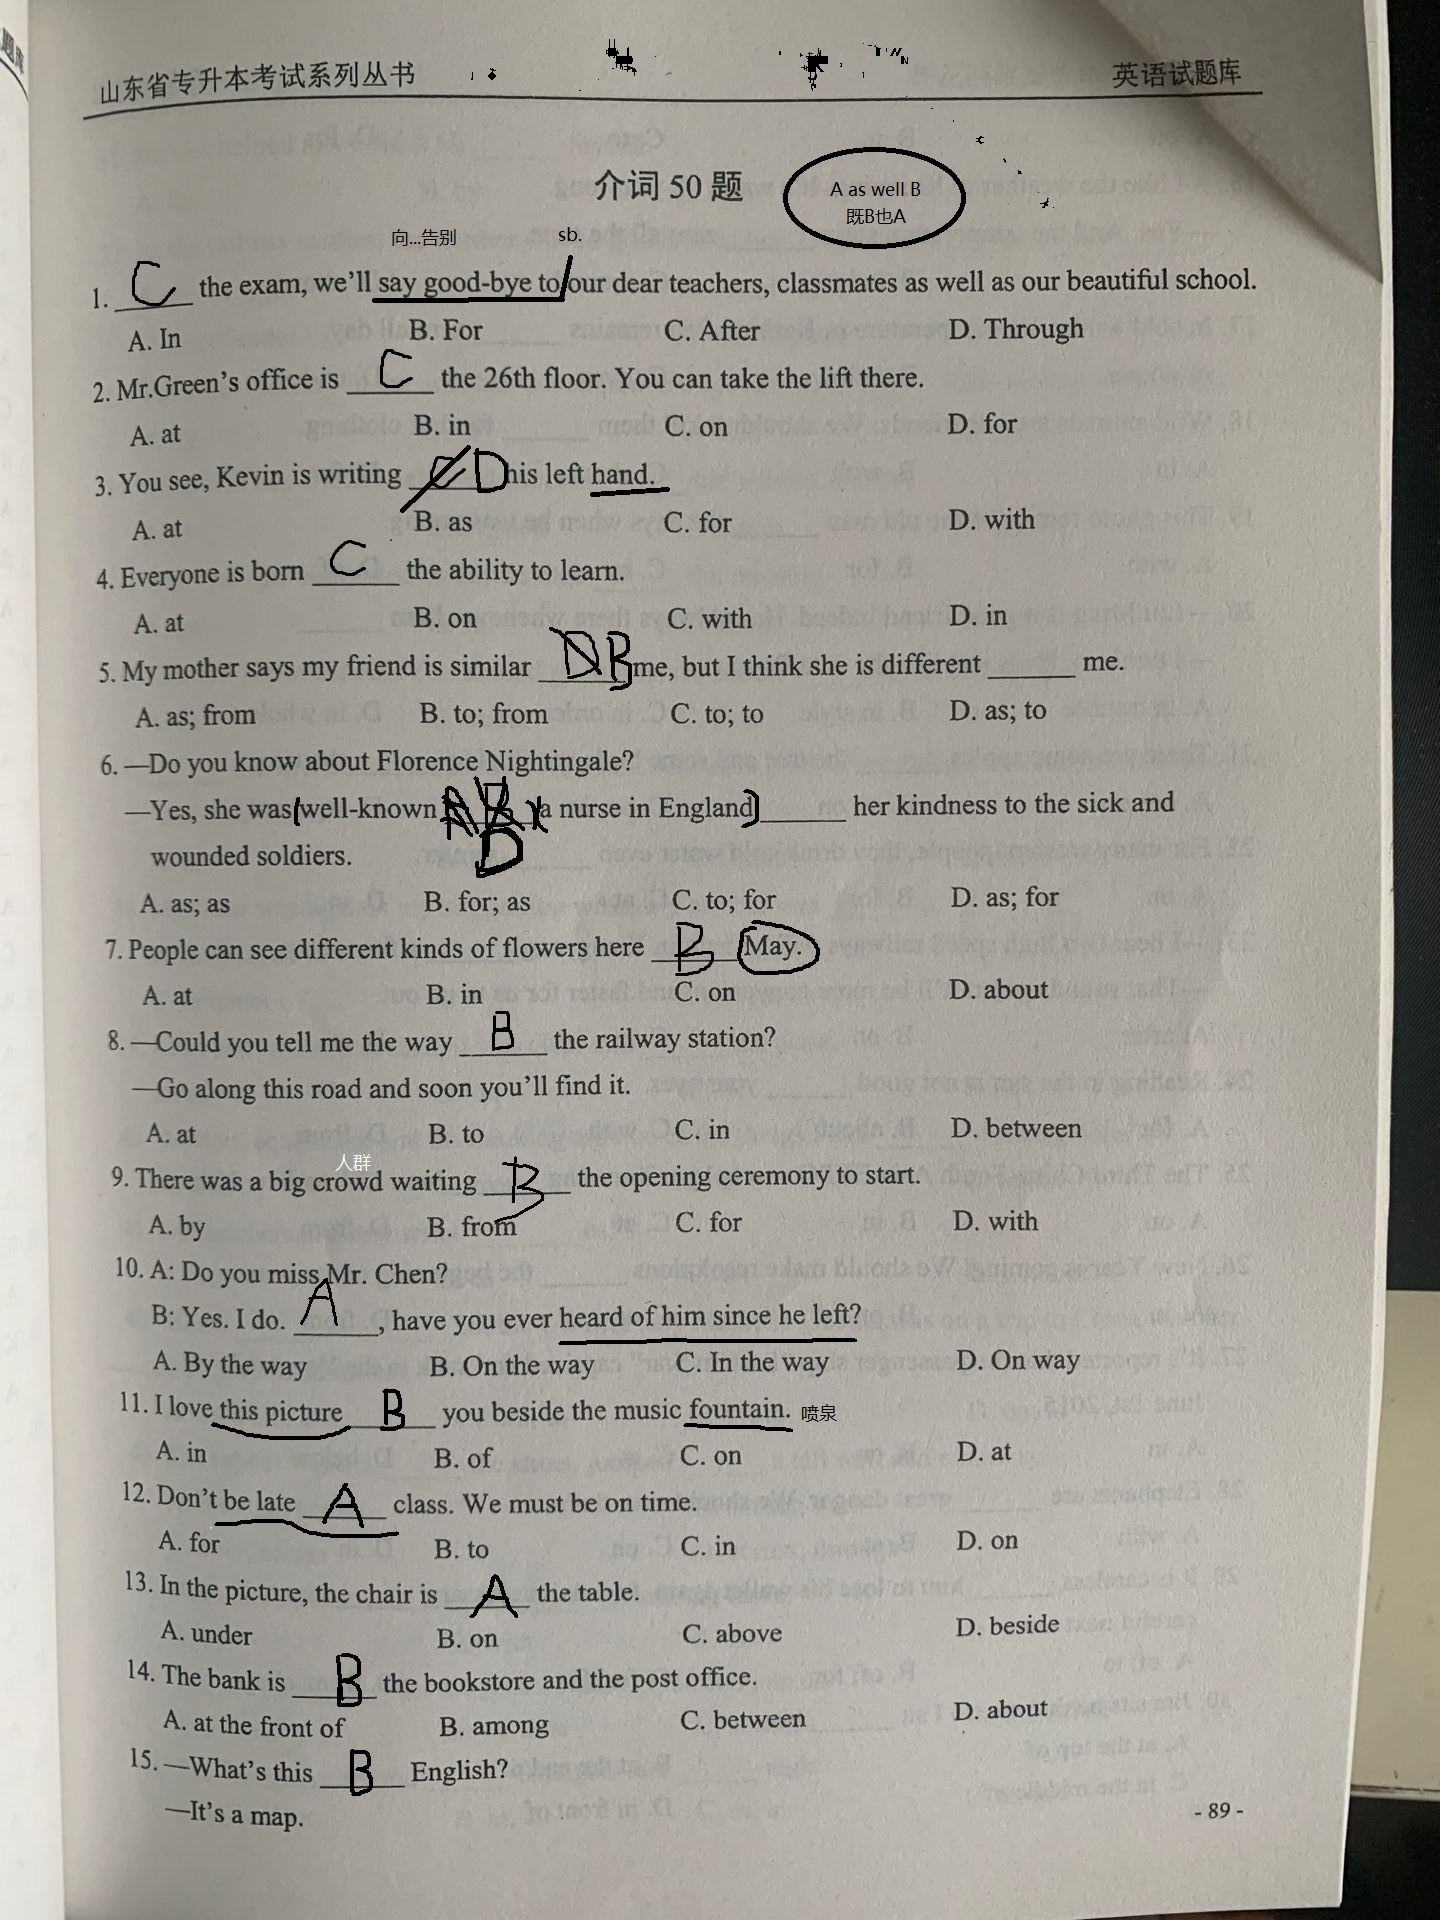 山东省专升本考试系列丛书 英语试题库
介词 50 题
A as well B
既B也A
向...告别 sb.
1. C the exam, we'll say good-bye to our dear teachers, classmates as well as our beautiful school.
A. In B. For C. After D. Through
2. Mr.Green's office is C the 26th floor. You can take the lift there.
A. at B. in C. on D. for
3. You see, Kevin is writing C D his left hand.
A. at B. as C. for D. with
4. Everyone is born C the ability to learn.
A. at B. on C. with D. in
5. My mother says my friend is similar D B me, but I think she is different ______ me.
A. as; from B. to; from C. to; to D. as; to
6. —Do you know about Florence Nightingale?
—Yes, she was (well-known A B a nurse in England) ______ her kindness to the sick and
D
wounded soldiers.
A. as; as B. for; as C. to; for D. as; for
7. People can see different kinds of flowers here B May.
A. at B. in C. on D. about
8. —Could you tell me the way B the railway station?
—Go along this road and soon you'll find it.
A. at B. to C. in D. between
人群
9. There was a big crowd waiting B the opening ceremony to start.
A. by B. from C. for D. with
10. A: Do you miss Mr. Chen?
B: Yes. I do. A, have you ever heard of him since he left?
A. By the way B. On the way C. In the way D. On way
11. I love this picture B you beside the music fountain. 喷泉
A. in B. of C. on D. at
12. Don't be late A class. We must be on time.
A. for B. to C. in D. on
13. In the picture, the chair is A the table.
A. under B. on C. above D. beside
14. The bank is B the bookstore and the post office.
A. at the front of B. among C. between D. about
15. —What's this B English?
—It's a map.
- 89 -